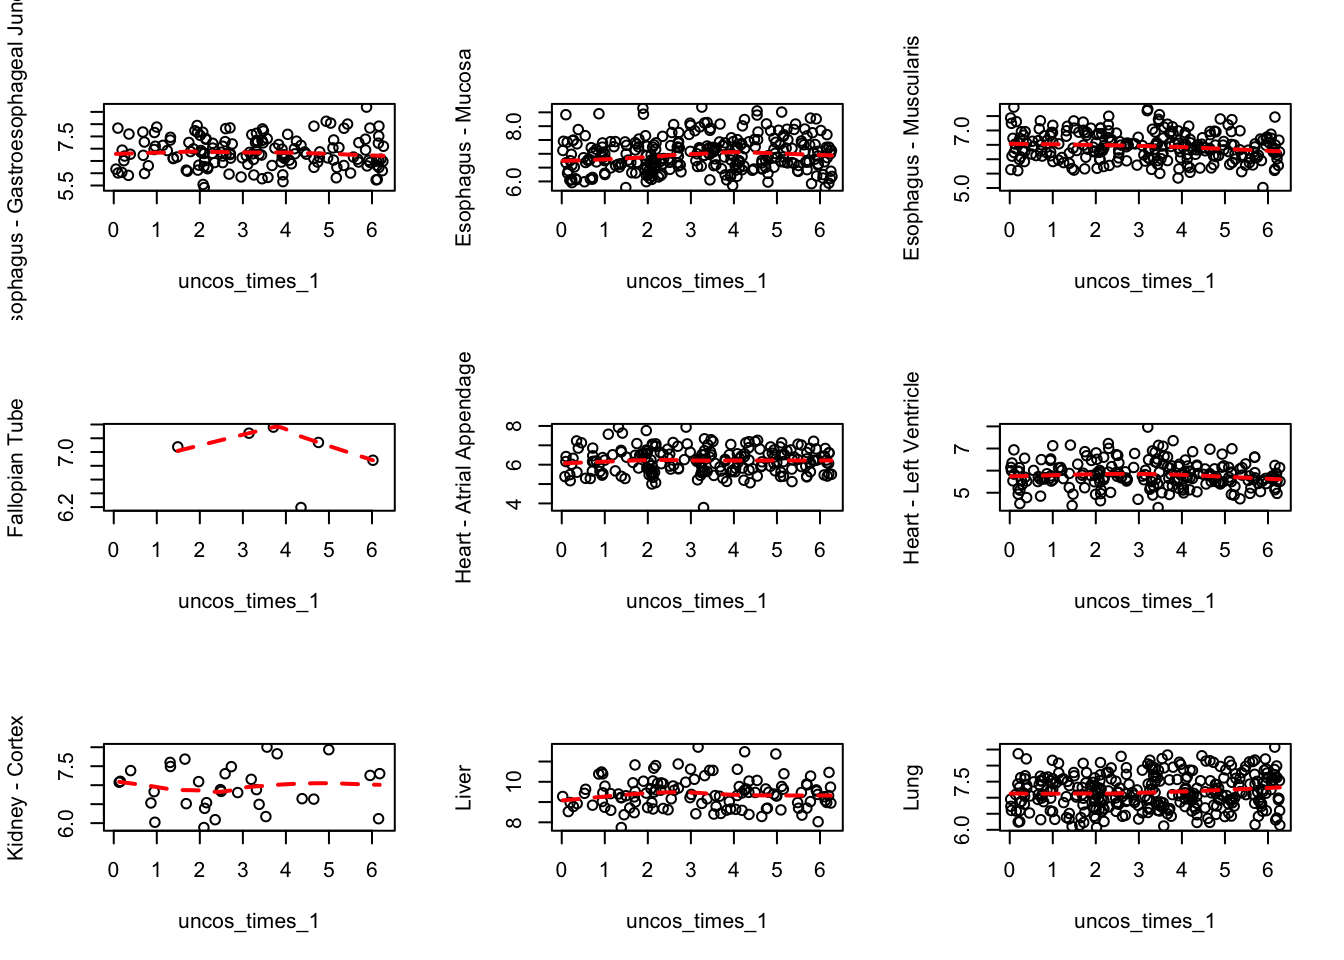 sophagus - Gastroesophageal Junc
5.5 7.5
0 1 2 3 4 5 6
uncos_times_1
Esophagus - Mucosa
6.0 8.0
0 1 2 3 4 5 6
uncos_times_1
Esophagus - Muscularis
5.0 7.0
0 1 2 3 4 5 6
uncos_times_1
Fallopian Tube
6.2 7.0
0 1 2 3 4 5 6
uncos_times_1
Heart - Atrial Appendage
4 6 8
0 1 2 3 4 5 6
uncos_times_1
Heart - Left Ventricle
5 7
0 1 2 3 4 5 6
uncos_times_1
Kidney - Cortex
6.0 7.5
0 1 2 3 4 5 6
uncos_times_1
Liver
8 10
0 1 2 3 4 5 6
uncos_times_1
Lung
6.0 7.5
0 1 2 3 4 5 6
uncos_times_1